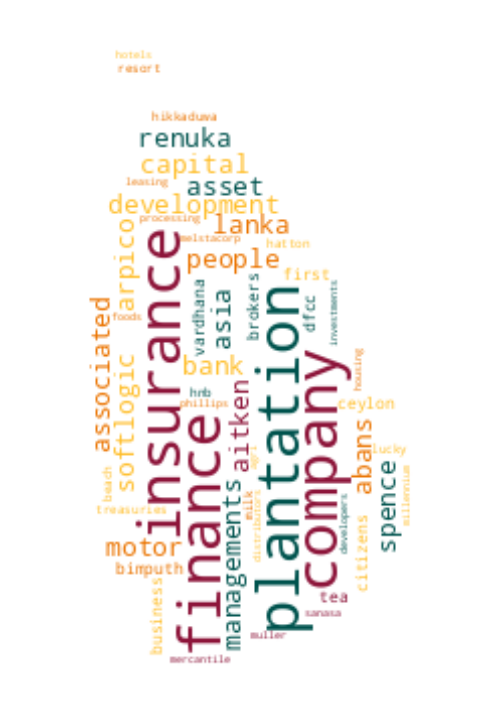 hotels
resort
hikkaduwa
renuka
capital
leasing
asset
development
processing
lanka
melstacorp
hatton
people
arpico
insurance
first
vardhana
asia
brokers
plantation
dfcc
investments
foods
associated
softlogic
bank
company
housing
hnb
phillips
aitken
ceylon
finance
abans
lucky
agri
spence
millennium
beach
treasuries
milk
distributors
managements
developers
citizens
motor
bimputh
business
tea
sanasa
muller
mercantile